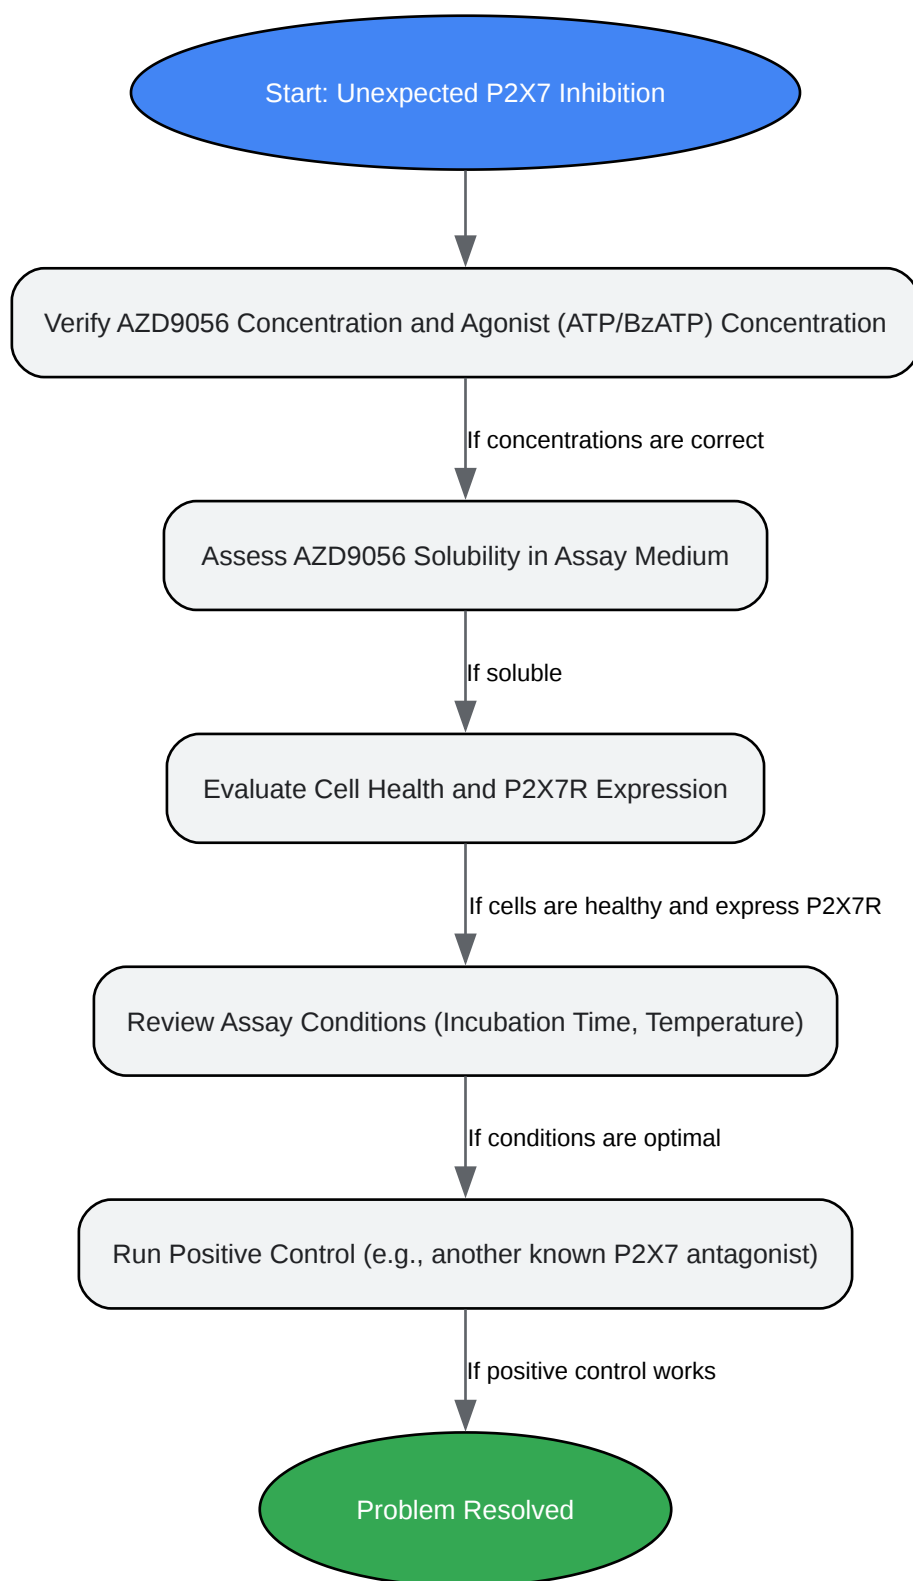 Start: Unexpected P2X7 Inhibition
Verify AZD9056 Concentration and Agonist (ATP/BzATP) Concentration
If concentrations are correct
Assess AZD9056 Solubility in Assay Medium
If soluble
Evaluate Cell Health and P2X7R Expression
If cells are healthy and express P2X7R
Review Assay Conditions (Incubation Time, Temperature)
If conditions are optimal
Run Positive Control (e.g., another known P2X7 antagonist)
If positive control works
Problem Resolved